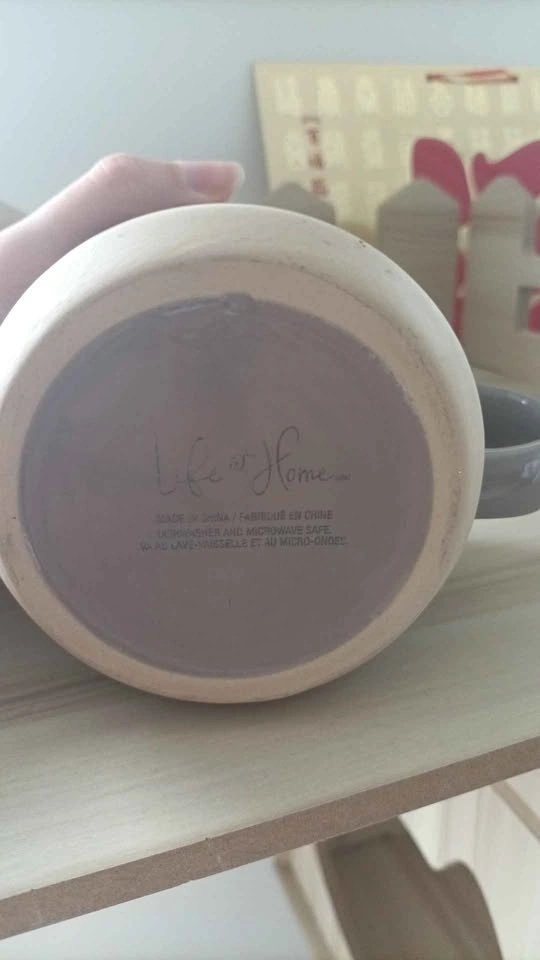 Life at Home
MADE IN CHINA / FABRIQUÉ EN CHINE
DISHWASHER AND MICROWAVE SAFE.
VA AU LAVE-VAISSELLE ET AU MICRO-ONDES.